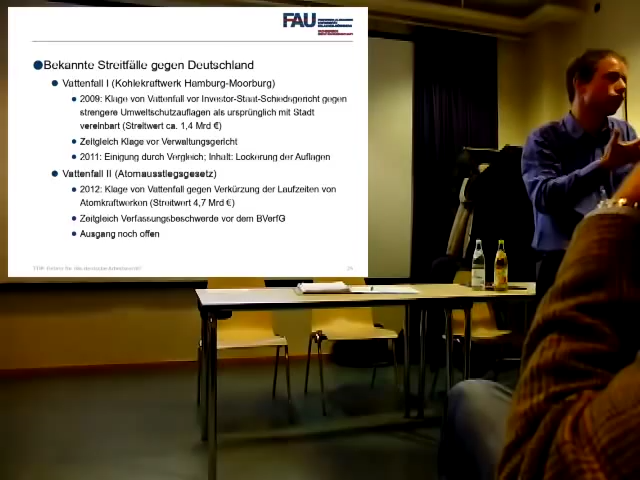 FAU
Bekannte Streitfälle gegen Deutschland
Vattenfall I (Kohlekraftwerk Hamburg-Moorburg)
2009: Klage von Vattenfall vor Investor-Staat-Schiedsgericht gegen
strengere Umweltschutzauflagen als ursprünglich mit Stadt
vereinbart (Streitwert ca. 1,4 Mrd €)
Zeitgleich Klage vor Verwaltungsgericht
2011: Einigung durch Vergleich; Inhalt: Lockerung der Auflagen
Vattenfall II (Atomausstiegsgesetz)
2012: Klage von Vattenfall gegen Verkürzung der Laufzeiten von
Atomkraftwerken (Streitwert 4,7 Mrd €)
Zeitgleich Verfassungsbeschwerde vor dem BVerfG
Ausgang noch offen